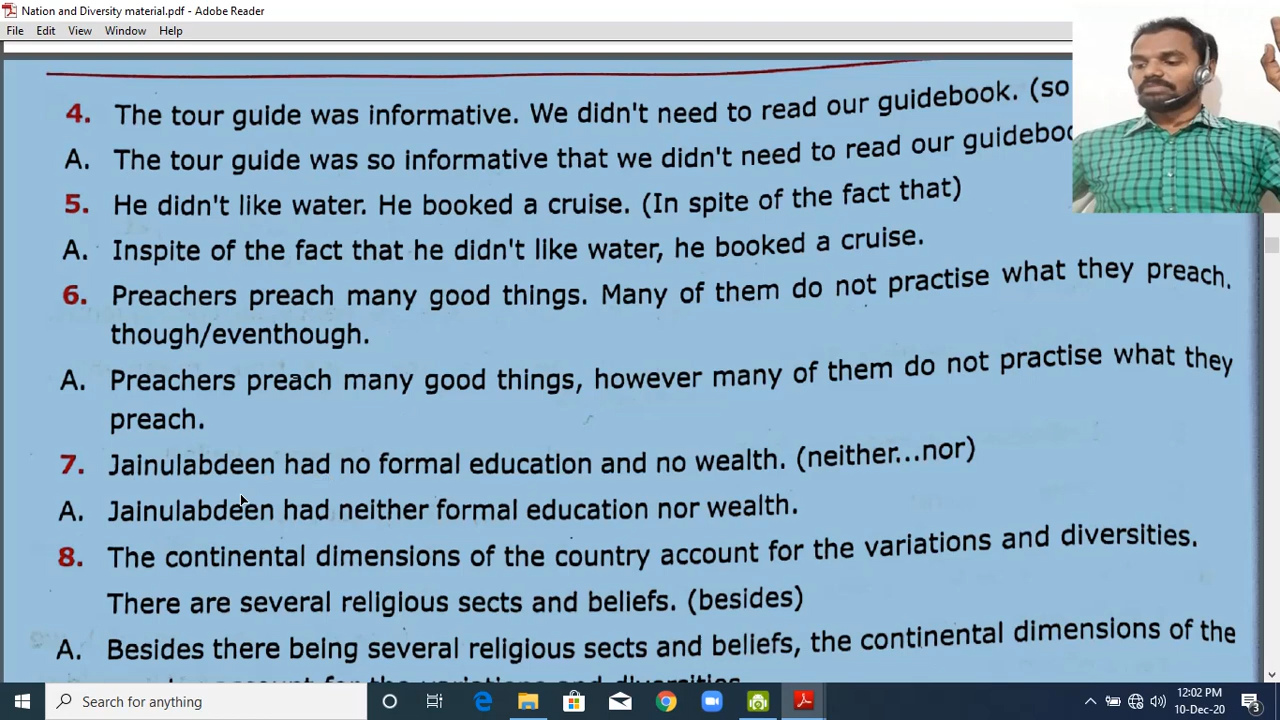 Nation and Diversity material.pdf - Adobe Reader
File Edit View Window Help
4. The tour guide was informative. We didn't need to read our guidebook. (so
A. The tour guide was so informative that we didn't need to read our
5. He didn't like water. He booked a cruise. (In spite of the fact that)
A. Inspite of the fact that he didn't like water, he booked a cruise.
6. Preachers preach many good things. Many of them do not practise what they preach.
though/eventhough.
A. Preachers preach many good things, however many of them do not practise what they
preach.
7. Jainulabdeen had no formal education and no wealth. (neither...nor)
A. Jainulabdeen had neither formal education nor wealth.
8. The continental dimensions of the country account for the variations and diversities.
There are several religious sects and beliefs. (besides)
A. Besides there being several religious sects and beliefs, the continental dimensions of the
account for the variations and diversities
Search for anything
12:02 PM
10-Dec-20
3